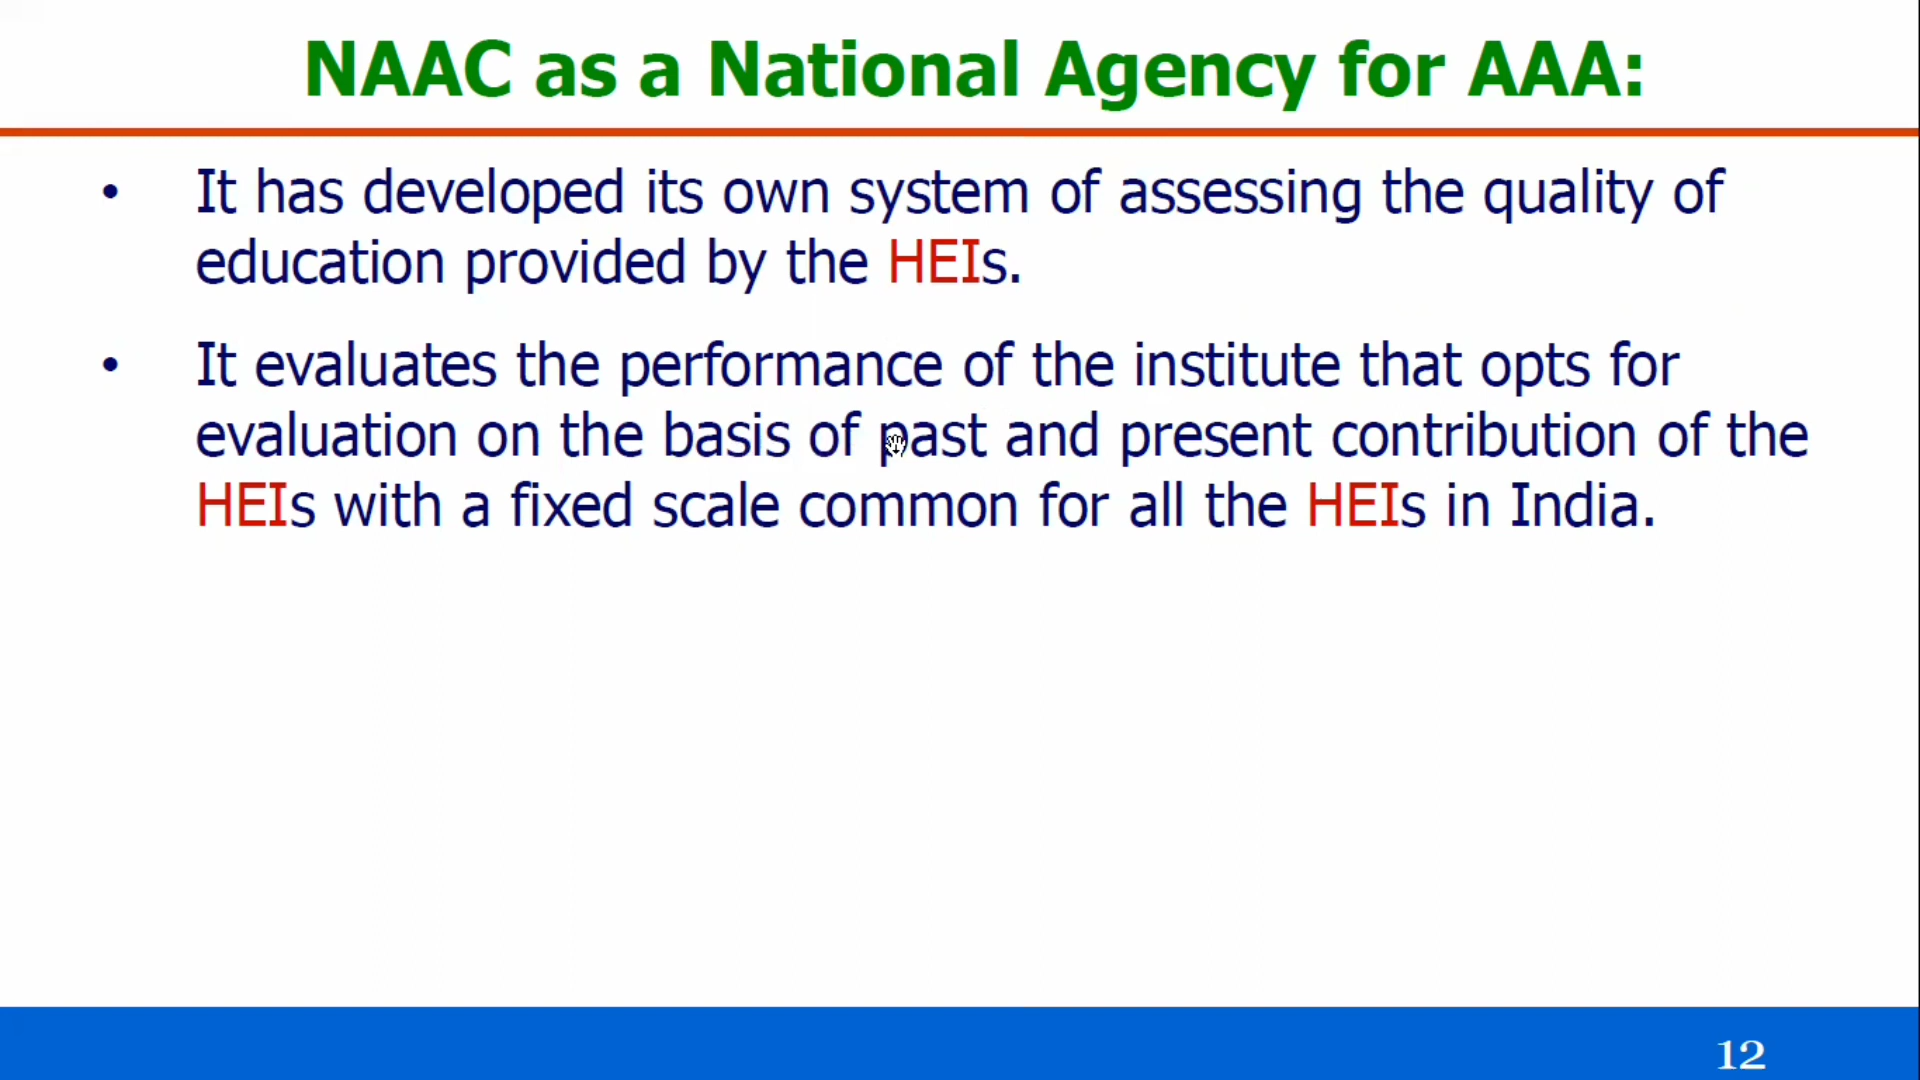 NAAC as a National Agency for AAA:
• It has developed its own system of assessing the quality of
education provided by the HEIs.
• It evaluates the performance of the institute that opts for
evaluation on the basis of past and present contribution of the
HEIs with a fixed scale common for all the HEIs in India.
12